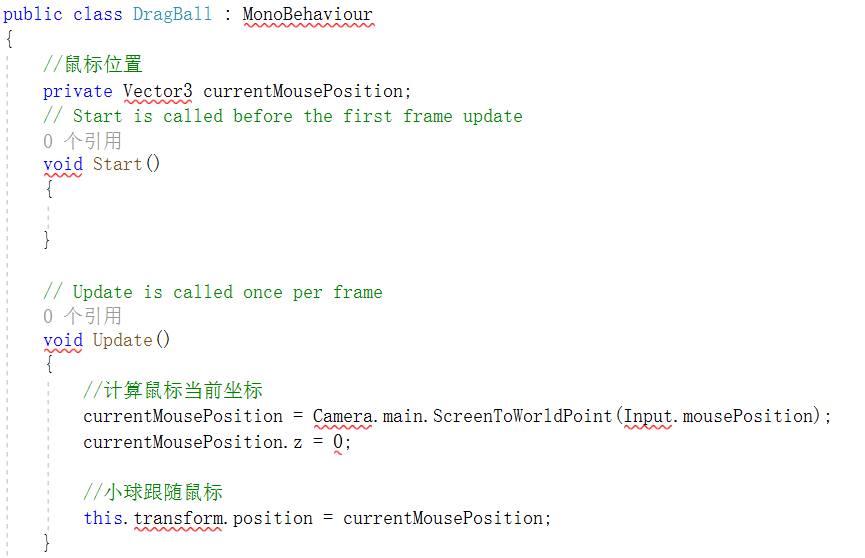 public class DragBall : MonoBehaviour
{
//鼠标位置
private Vector3 currentMousePosition;
// Start is called before the first frame update
0 个引用
void Start()
{
}
// Update is called once per frame
0 个引用
void Update()
{
//计算鼠标当前坐标
currentMousePosition = Camera.main.ScreenToWorldPoint(Input.mousePosition);
currentMousePosition.z = 0;
//小球跟随鼠标
this.transform.position = currentMousePosition;
}